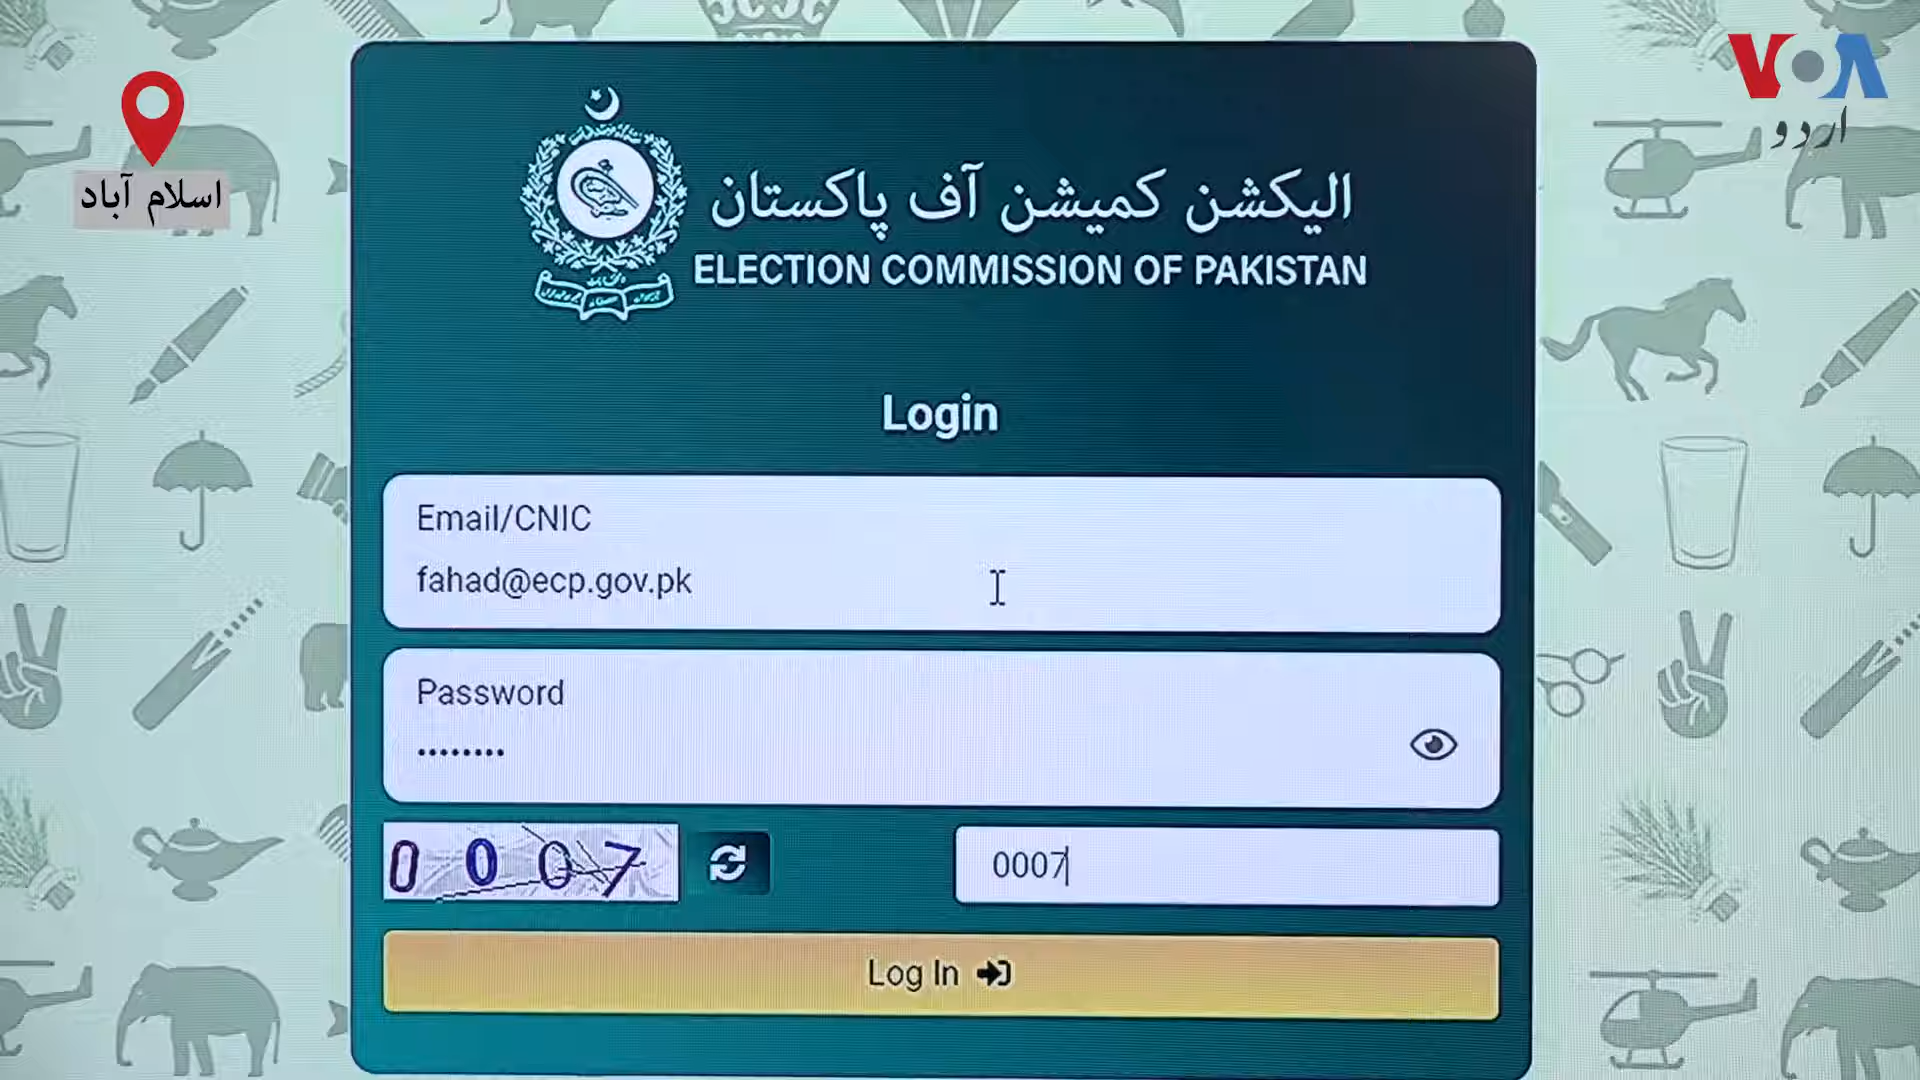 VOA
اردو
اسلام آباد
الیکشن کمیشن آف پاکستان
ELECTION COMMISSION OF PAKISTAN
Login
Email/CNIC
fahad@ecp.gov.pk
Password
••••••••
0007
0007
Log In